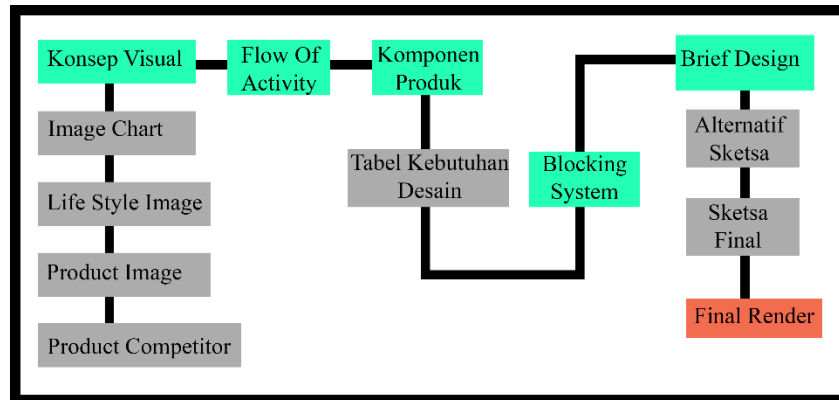 Konsep Visual
Flow Of
Activity
Komponen
Produk
Brief Design
Image Chart
Life Style Image
Product Image
Product Competitor
Tabel Kebutuhan
Desain
Blocking
System
Alternatif
Sketsa
Sketsa
Final
Final Render